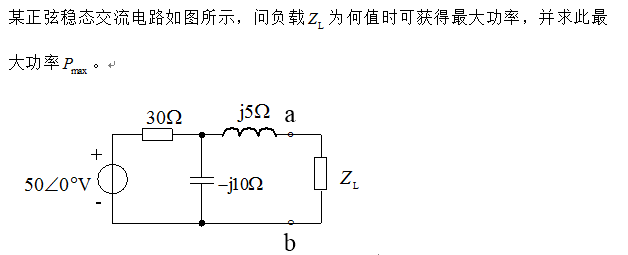 某正弦稳态交流电路如图所示，问负载Z_L为何值时可获得最大功率，并求此最
大功率P_max。↵
30Ω
j5Ω
a
+
50∠0°V
-
-j10Ω
Z_L
b